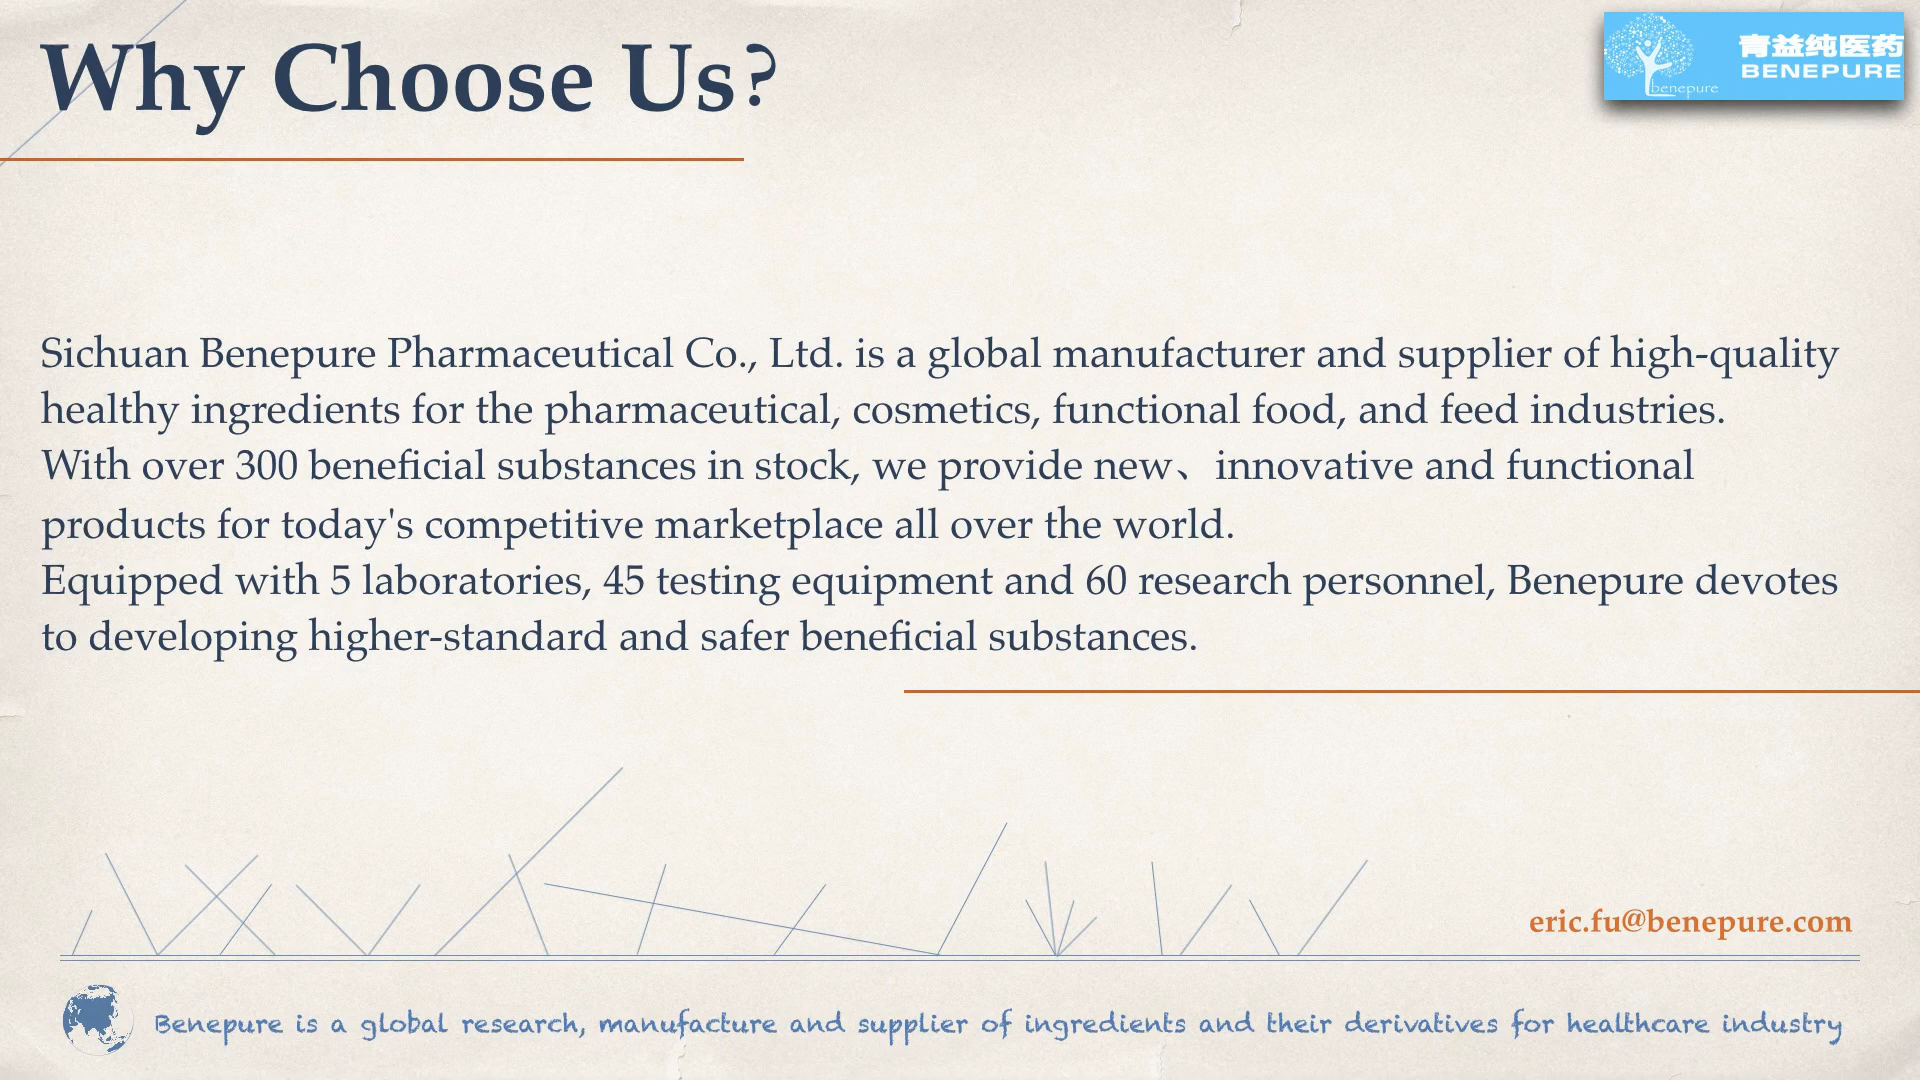 Why Choose Us?
青益纯医药
BENEPURE
benepure
Sichuan Benepure Pharmaceutical Co., Ltd. is a global manufacturer and supplier of high-quality
healthy ingredients for the pharmaceutical, cosmetics, functional food, and feed industries.
With over 300 beneficial substances in stock, we provide new、innovative and functional
products for today's competitive marketplace all over the world.
Equipped with 5 laboratories, 45 testing equipment and 60 research personnel, Benepure devotes
to developing higher-standard and safer beneficial substances.
eric.fu@benepure.com
Benepure is a global research, manufacture and supplier of ingredients and their derivatives for healthcare industry